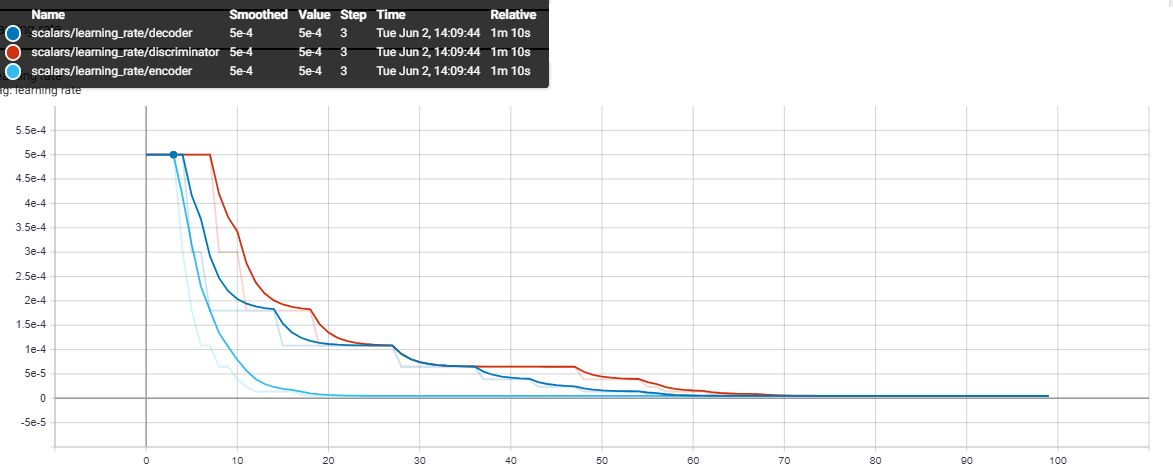 Name Smoothed Value Step Time Relative
scalars/learning_rate/decoder 5e-4 5e-4 3 Tue Jun 2, 14:09:44 1m 10s
scalars/learning_rate/discriminator 5e-4 5e-4 3 Tue Jun 2, 14:09:44 1m 10s
scalars/learning_rate/encoder 5e-4 5e-4 3 Tue Jun 2, 14:09:44 1m 10s
ag: learning rate
5.5e-4
5e-4
4.5e-4
4e-4
3.5e-4
3e-4
2.5e-4
2e-4
1.5e-4
1e-4
5e-5
0
-5e-5
0 10 20 30 40 50 60 70 80 90 100